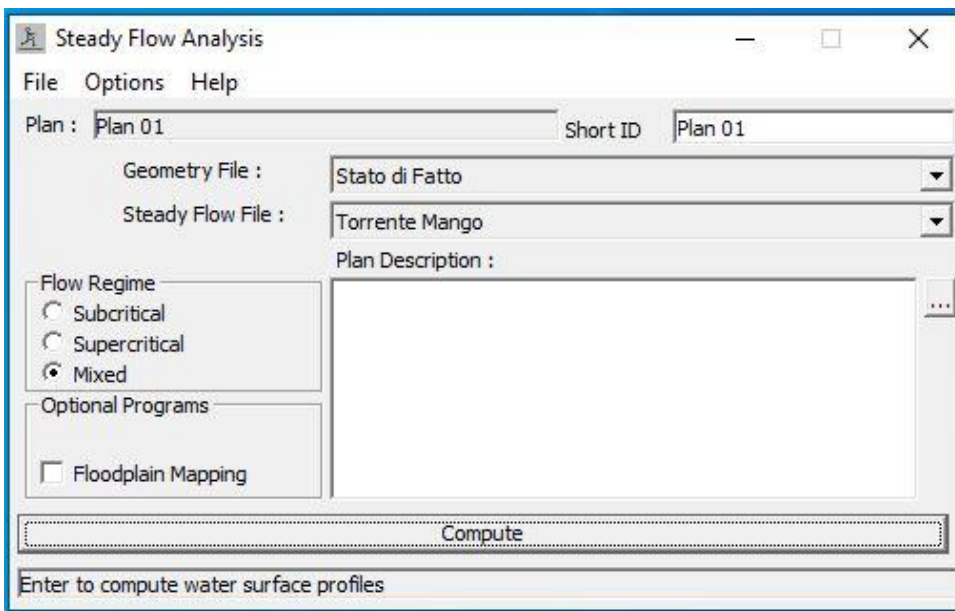 Steady Flow Analysis
File Options Help
Plan : Plan 01 Short ID Plan 01
Geometry File : Stato di Fatto
Steady Flow File : Torrente Mango
Plan Description :
Flow Regime
Subcritical
Supercritical
Mixed
...
Optional Programs
Floodplain Mapping
Compute
Enter to compute water surface profiles